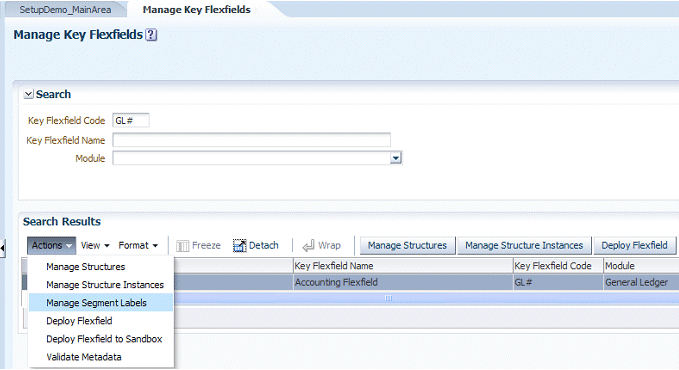 SetupDemo_MainArea Manage Key Flexfields
Manage Key Flexfields ?
Search
Key Flexfield Code GL#
Key Flexfield Name
Module
Search Results
Actions View Format Freeze Detach Wrap Manage Structures Manage Structure Instances Deploy Flexfield
Key Flexfield Name Key Flexfield Code Module
Accounting Flexfield GL# General Ledger
Manage Structures
Manage Structure Instances
Manage Segment Labels
Deploy Flexfield
Deploy Flexfield to Sandbox
Validate Metadata